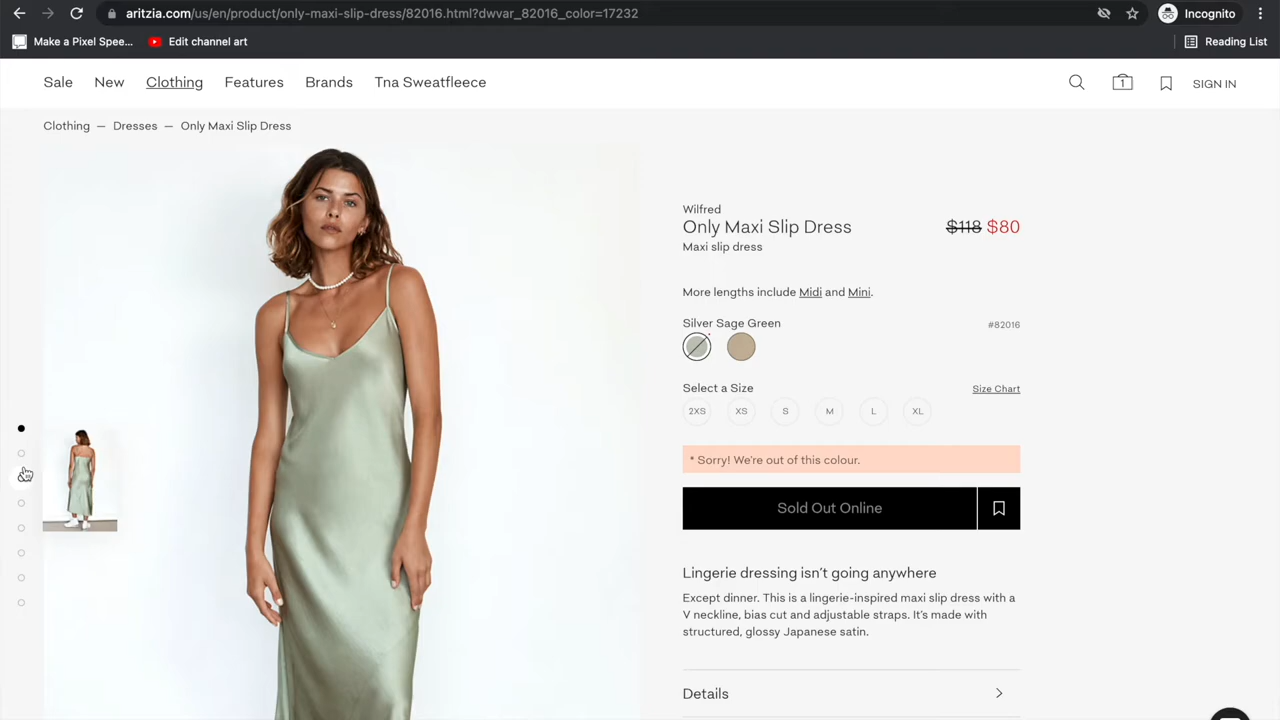 aritzia.com/us/en/product/only-maxi-slip-dress/82016.html?dwvar_82016_color=17232
Incognito
Make a Pixel Spee...
Edit channel art
Reading List
Sale
New
Clothing
Features
Brands
Tna Sweatfleece
1
SIGN IN
Clothing — Dresses — Only Maxi Slip Dress
Wilfred
Only Maxi Slip Dress
$118 $80
Maxi slip dress
More lengths include Midi and Mini.
Silver Sage Green
#82016
Select a Size
Size Chart
2XS
XS
S
M
L
XL
* Sorry! We're out of this colour.
Sold Out Online
Lingerie dressing isn't going anywhere
Except dinner. This is a lingerie-inspired maxi slip dress with a
V neckline, bias cut and adjustable straps. It's made with
structured, glossy Japanese satin.
Details